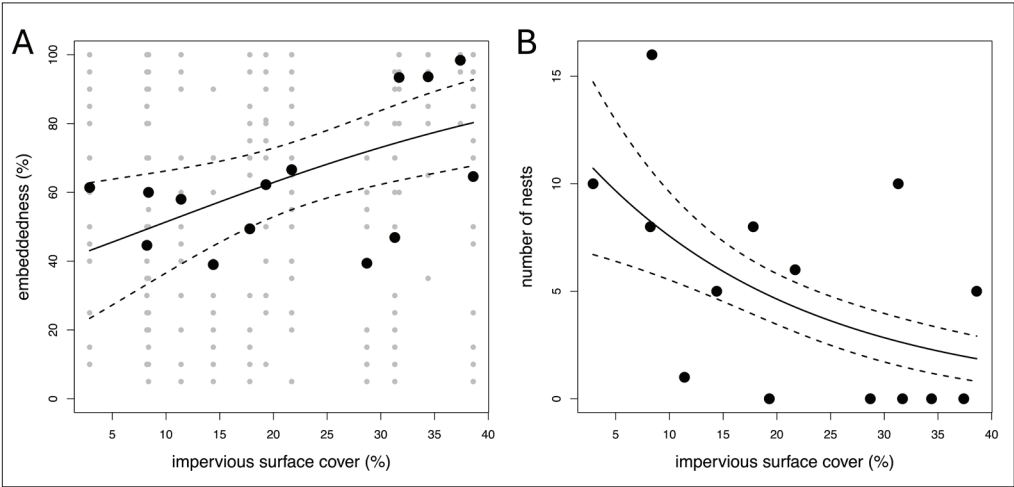 A
embeddedness (%)
100
80
60
40
20
0
5 10 15 20 25 30 35 40
impervious surface cover (%)
B
number of nests
15
10
5
0
5 10 15 20 25 30 35 40
impervious surface cover (%)